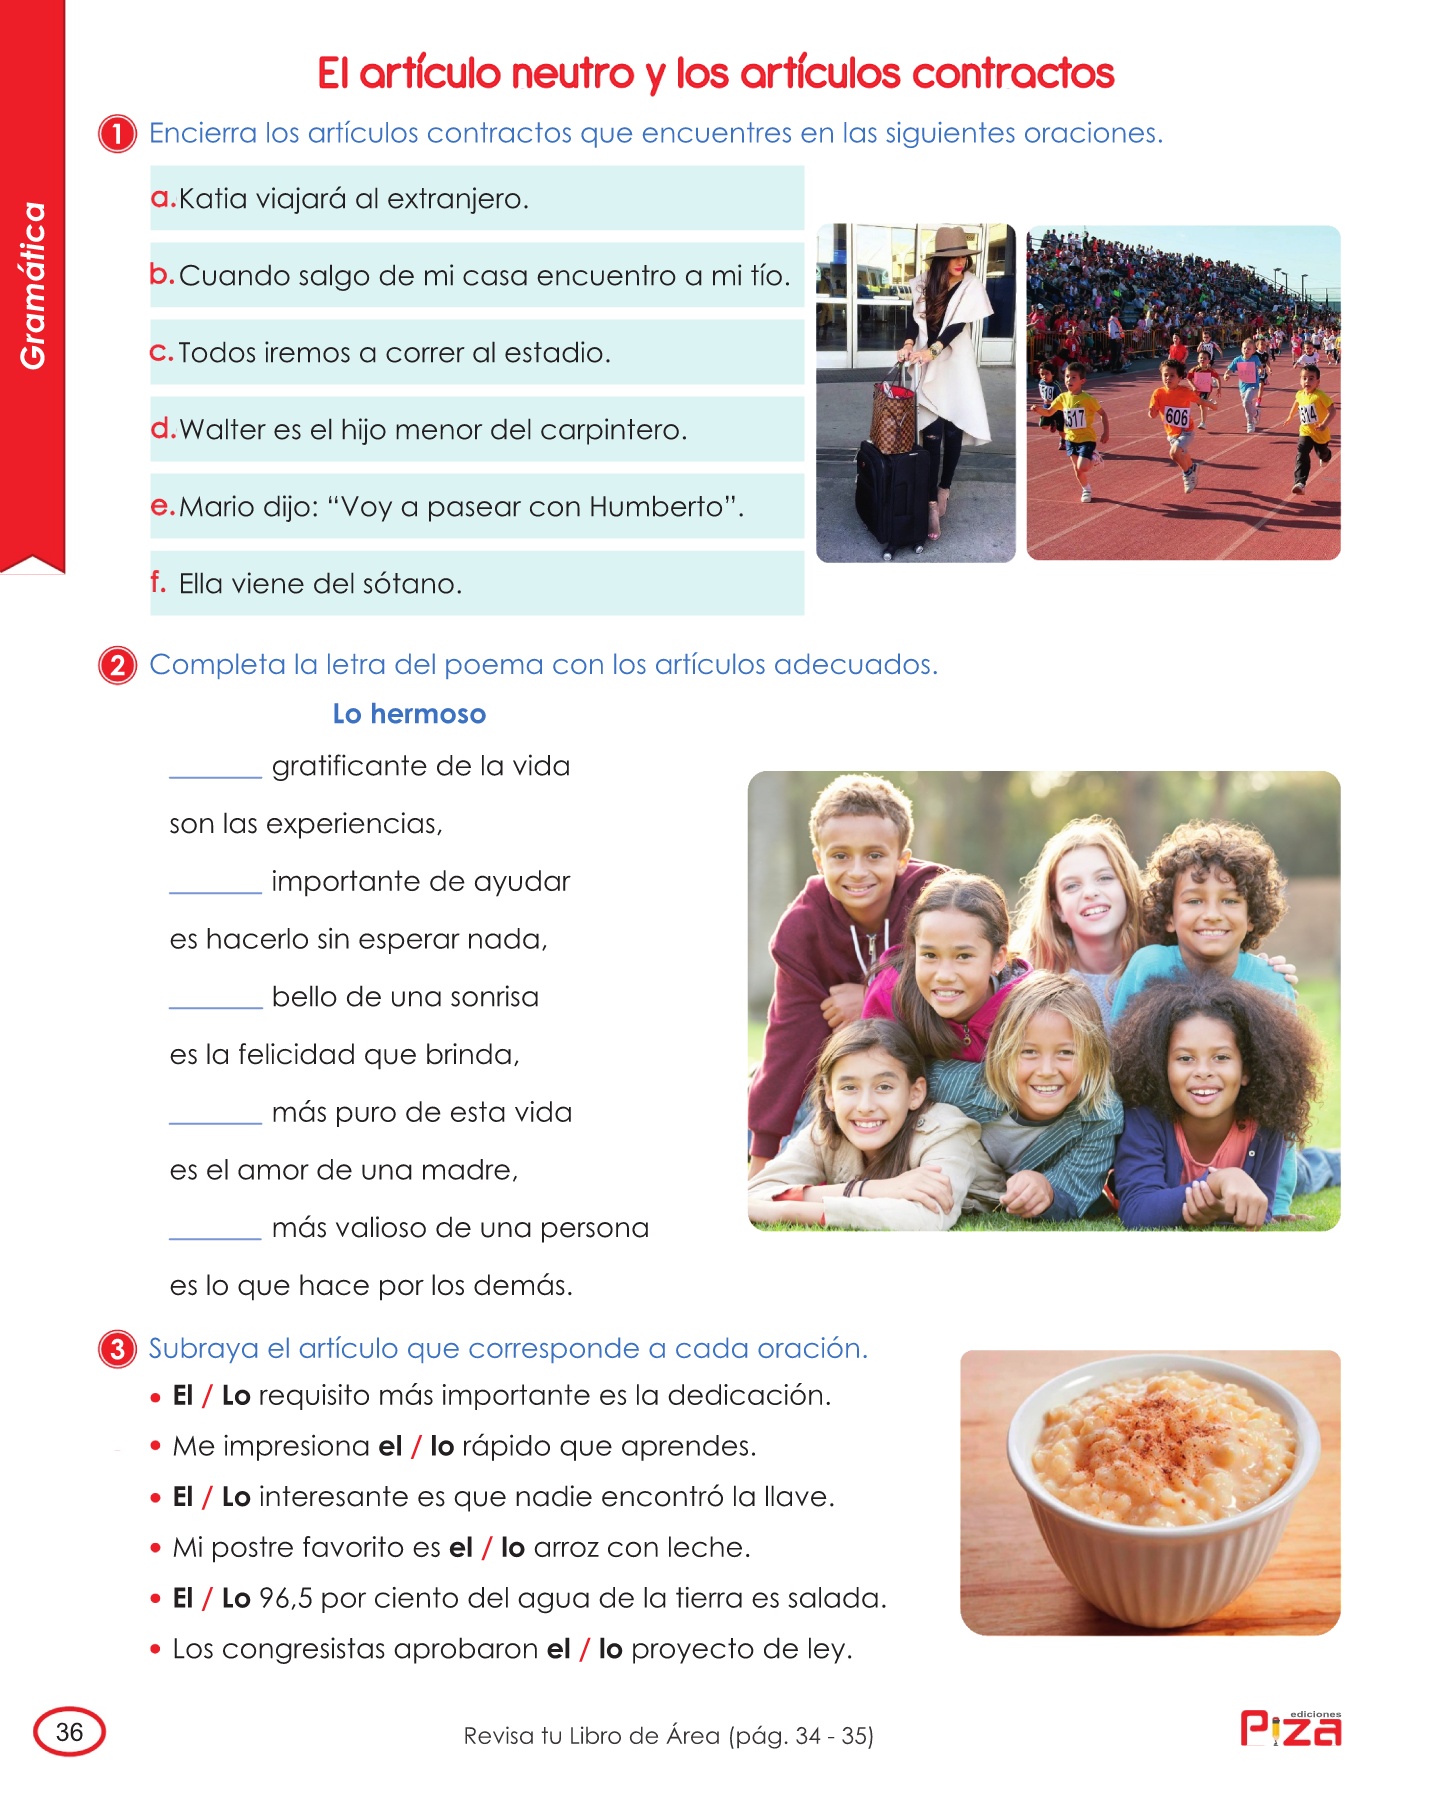 Gramática
El artículo neutro y los artículos contractos
1 Encierra los artículos contractos que encuentres en las siguientes oraciones.
a. Katia viajará al extranjero.
b. Cuando salgo de mi casa encuentro a mi tío.
c. Todos iremos a correr al estadio.
d. Walter es el hijo menor del carpintero.
e. Mario dijo: “Voy a pasear con Humberto”.
f. Ella viene del sótano.
517
606
514
2 Completa la letra del poema con los artículos adecuados.
Lo hermoso
______ gratificante de la vida
son las experiencias,
______ importante de ayudar
es hacerlo sin esperar nada,
______ bello de una sonrisa
es la felicidad que brinda,
______ más puro de esta vida
es el amor de una madre,
______ más valioso de una persona
es lo que hace por los demás.
3 Subraya el artículo que corresponde a cada oración.
• El / Lo requisito más importante es la dedicación.
• Me impresiona el / lo rápido que aprendes.
• El / Lo interesante es que nadie encontró la llave.
• Mi postre favorito es el / lo arroz con leche.
• El / Lo 96,5 por ciento del agua de la tierra es salada.
• Los congresistas aprobaron el / lo proyecto de ley.
36
Revisa tu Libro de Área (pág. 34 - 35)
ediciones
Piza